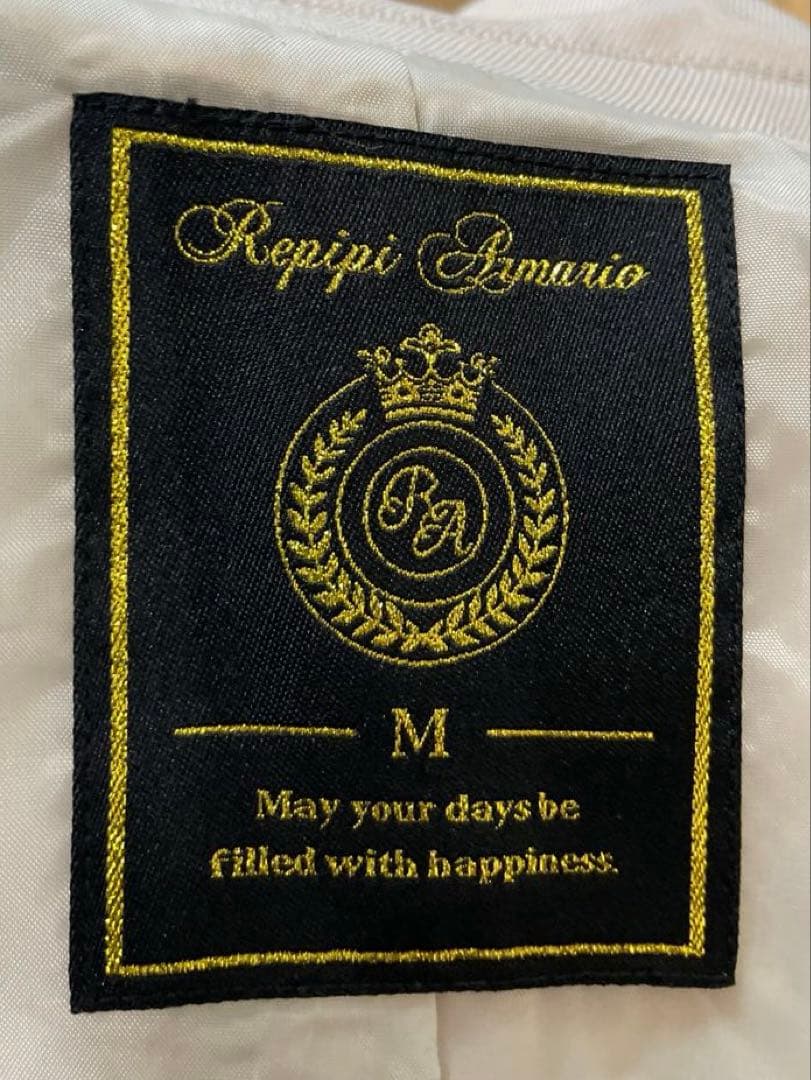 Repipi Armario
RA
M
May your days be
filled with happiness.